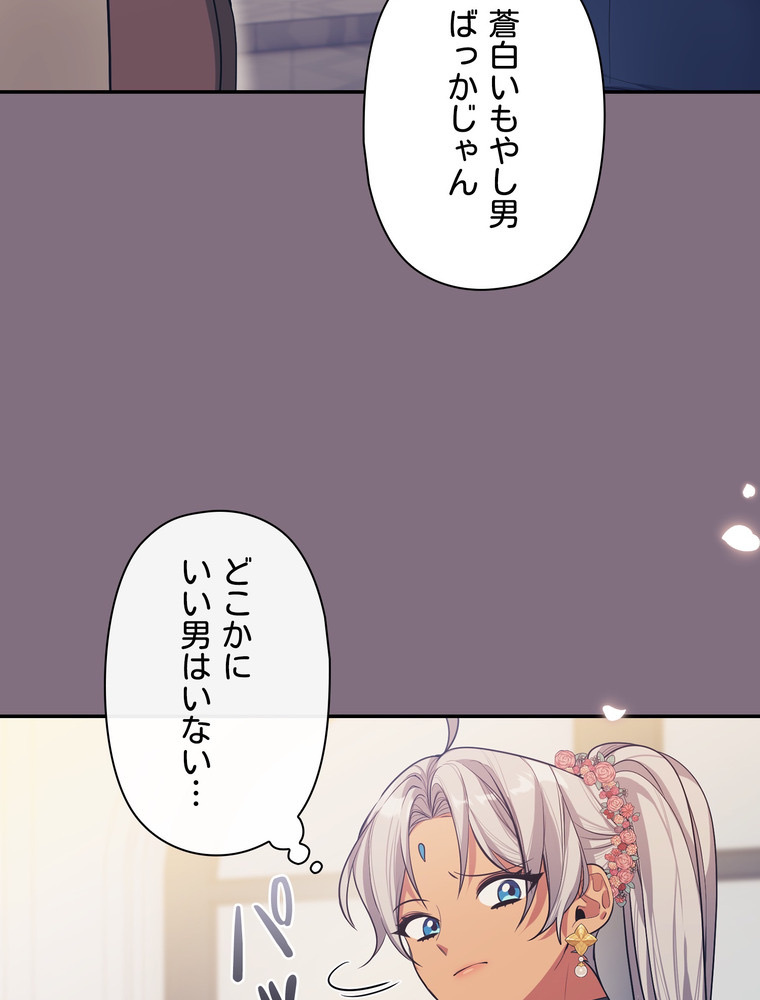 蒼白いもやし男
ばっかじゃん
どこかに
いい男はいない…
パ